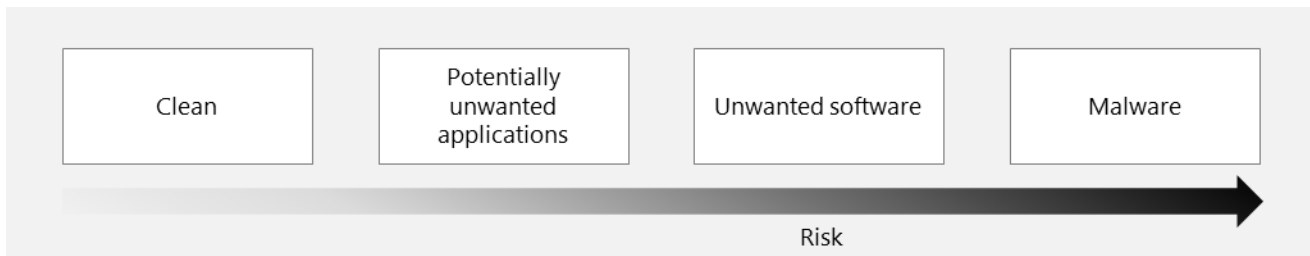 Clean
Potentially
unwanted
applications
Unwanted software
Malware
Risk